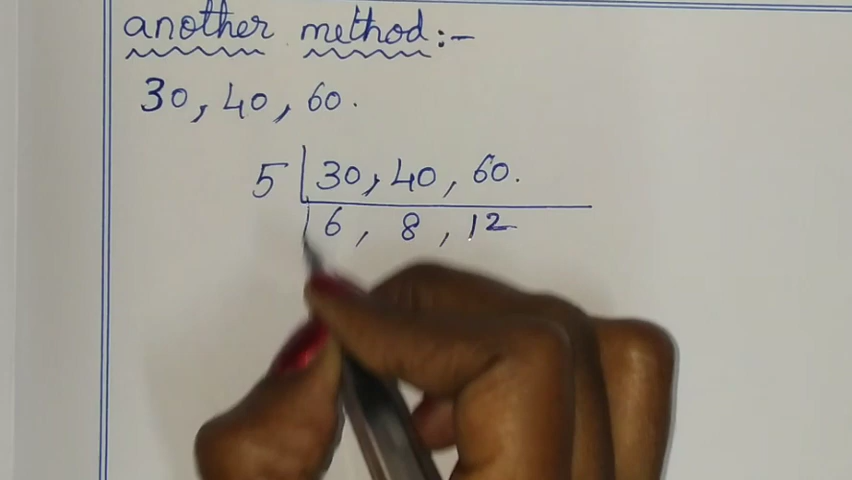 another method:-
30, 40, 60.
5 | 30, 40, 60.
6, 8, 12